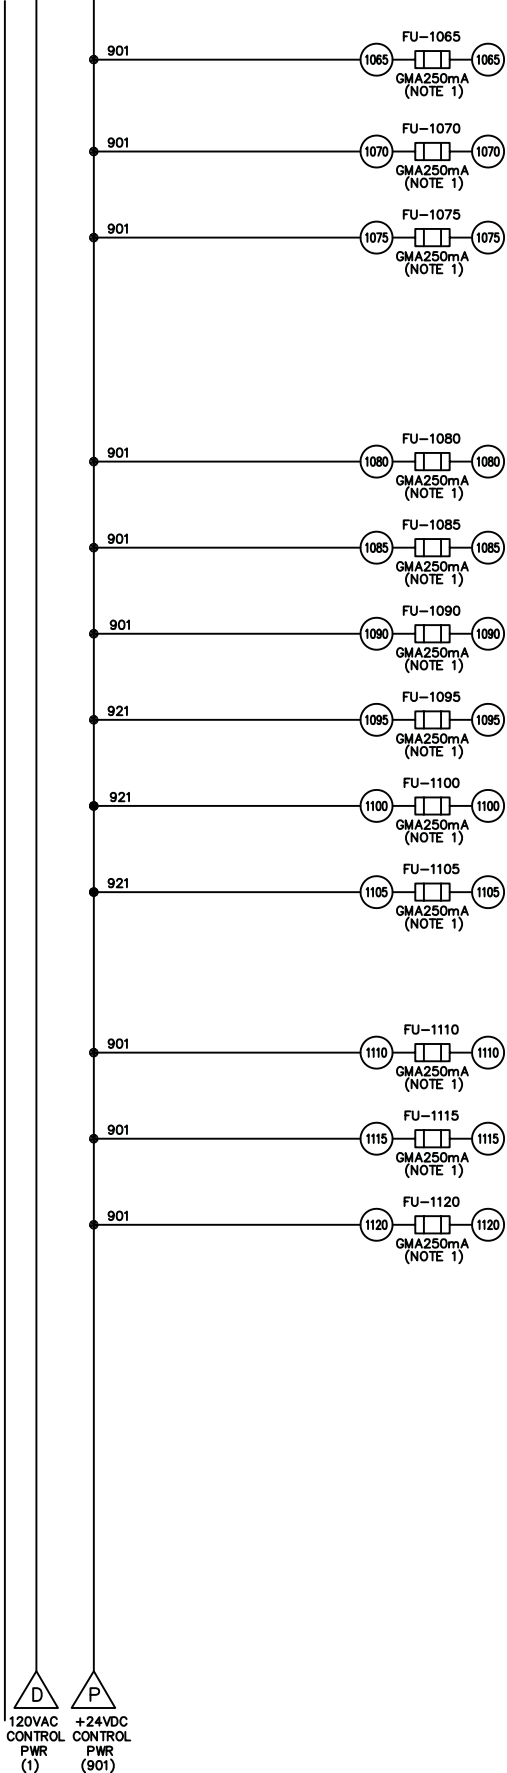 FU-1065
901
1065 1065
GMA250mA
(NOTE 1)
FU-1070
901
1070 1070
GMA250mA
(NOTE 1)
FU-1075
901
1075 1075
GMA250mA
(NOTE 1)
FU-1080
901
1080 1080
GMA250mA
(NOTE 1)
FU-1085
901
1085 1085
GMA250mA
(NOTE 1)
FU-1090
901
1090 1090
GMA250mA
(NOTE 1)
FU-1095
921
1095 1095
GMA250mA
(NOTE 1)
FU-1100
921
1100 1100
GMA250mA
(NOTE 1)
FU-1105
921
1105 1105
GMA250mA
(NOTE 1)
FU-1110
901
1110 1110
GMA250mA
(NOTE 1)
FU-1115
901
1115 1115
GMA250mA
(NOTE 1)
FU-1120
901
1120 1120
GMA250mA
(NOTE 1)
D
120VAC
CONTROL
PWR
(1)
P
+24VDC
CONTROL
PWR
(901)